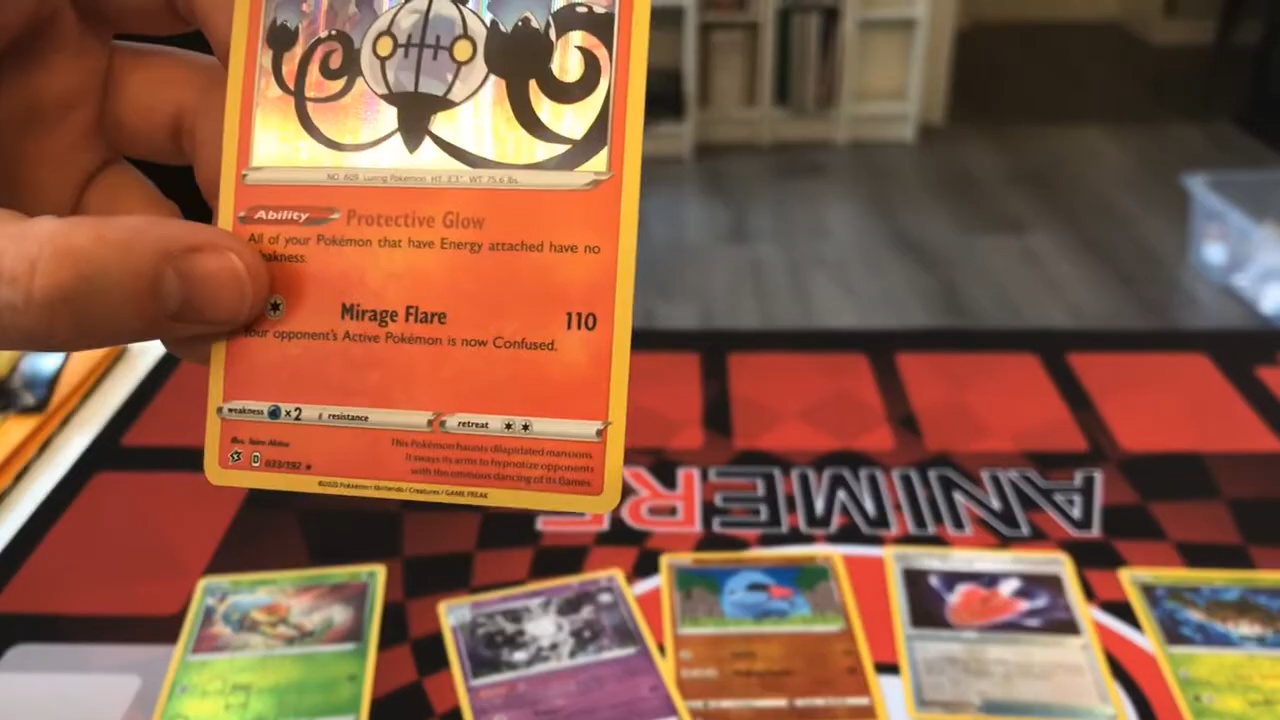 NO. 609 Luring Pokémon HT: 3'3" WT: 75.6 lbs.
Ability Protective Glow
All of your Pokémon that have Energy attached have no
akness.
Mirage Flare 110
our opponent's Active Pokémon is now Confused.
weakness ×2 resistance retreat
This Pokémon haunts dilapidated mansions.
It sways its arms to hypnotize opponents
with the ominous dancing of its flames.
D 033/192
©2020 Pokémon / Nintendo / Creatures / GAME FREAK
ANIMERE